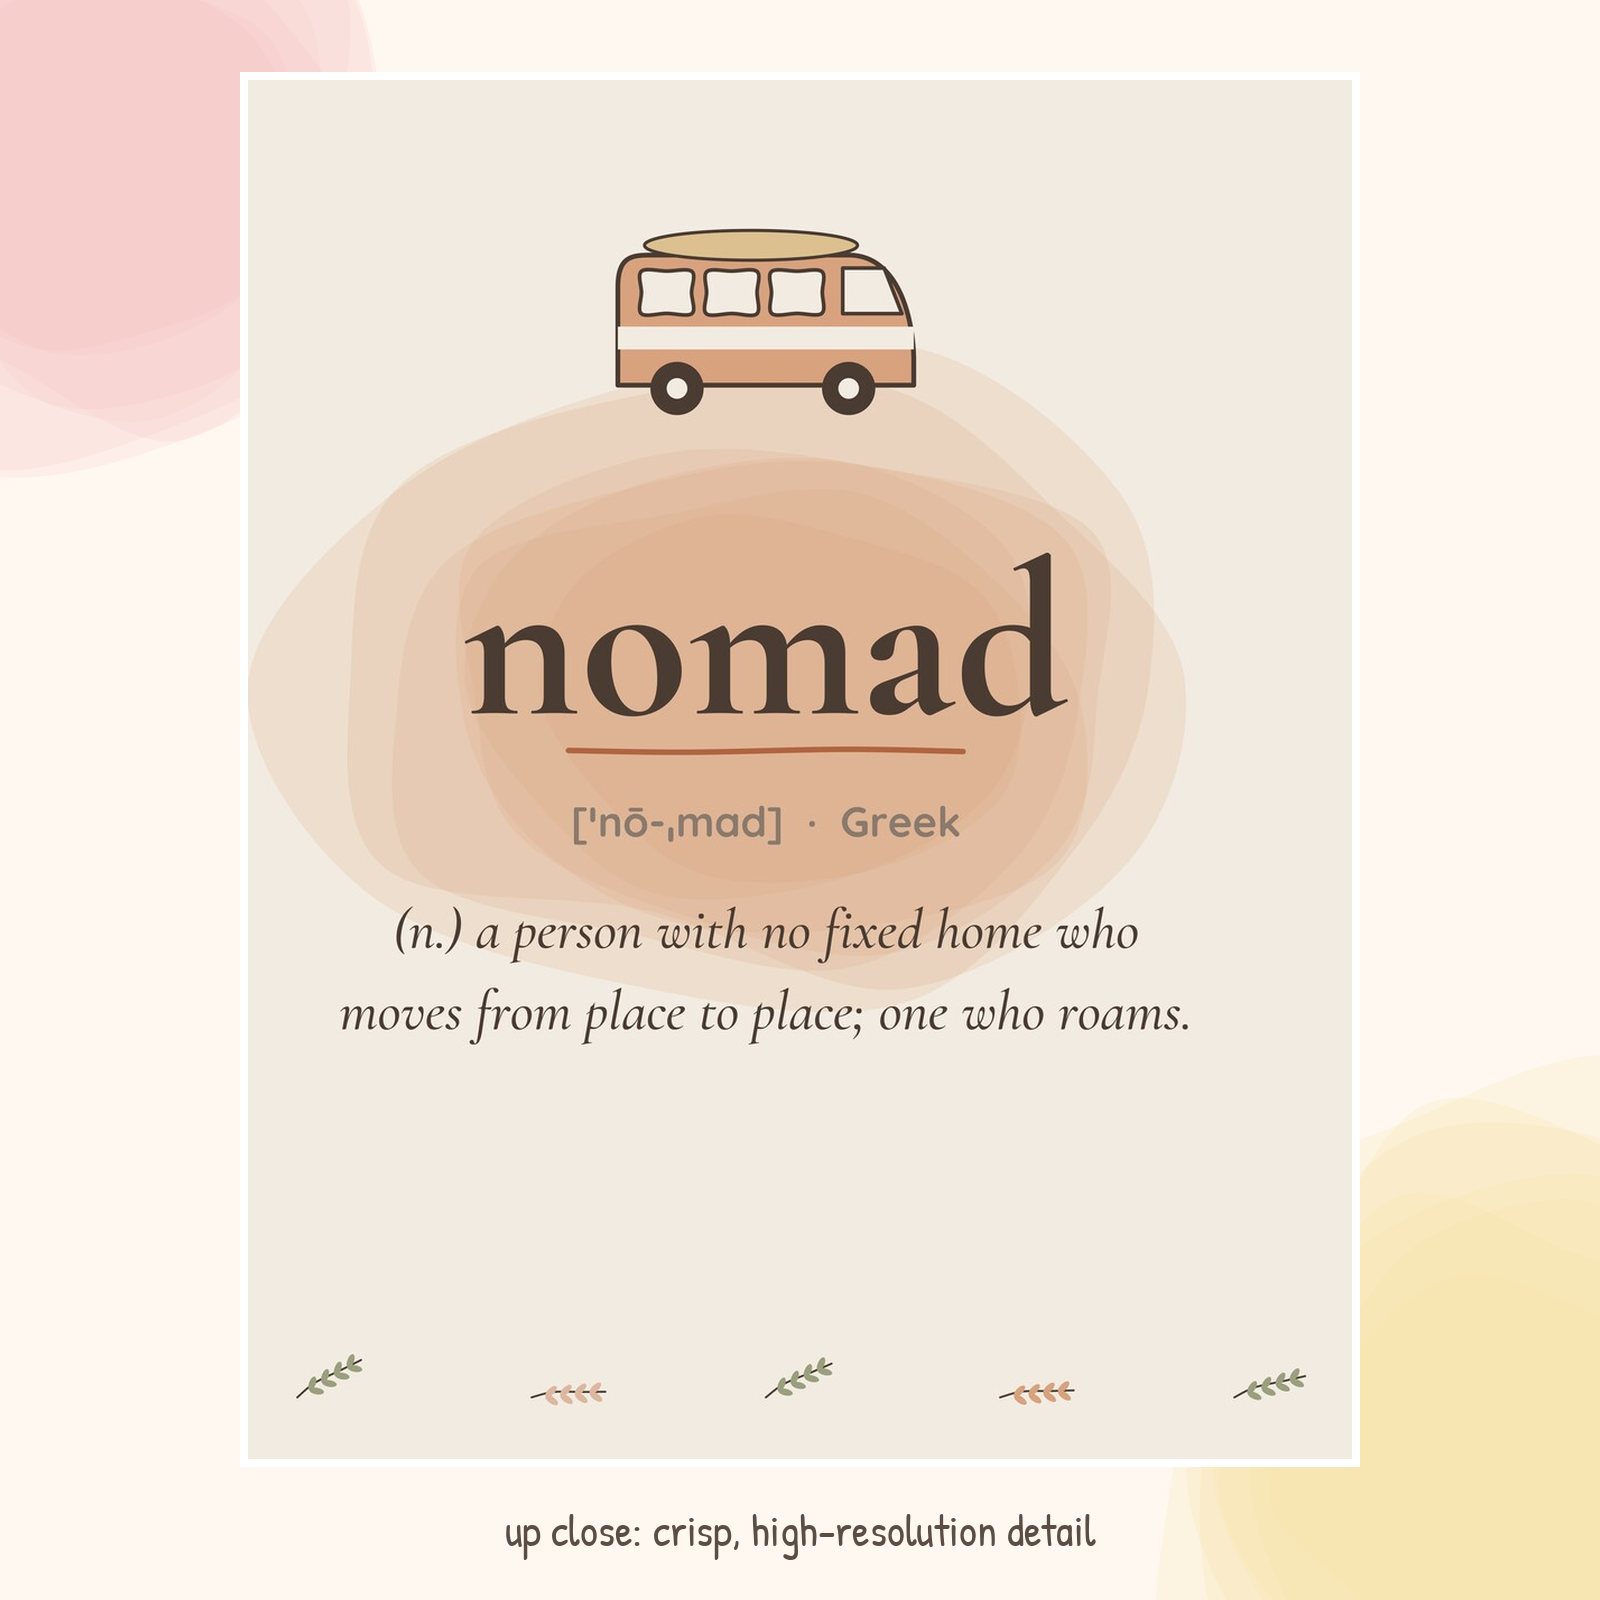 nomad
[ˈnō-ˌmad] · Greek
(n.) a person with no fixed home who
moves from place to place; one who roams.
up close: crisp, high-resolution detail